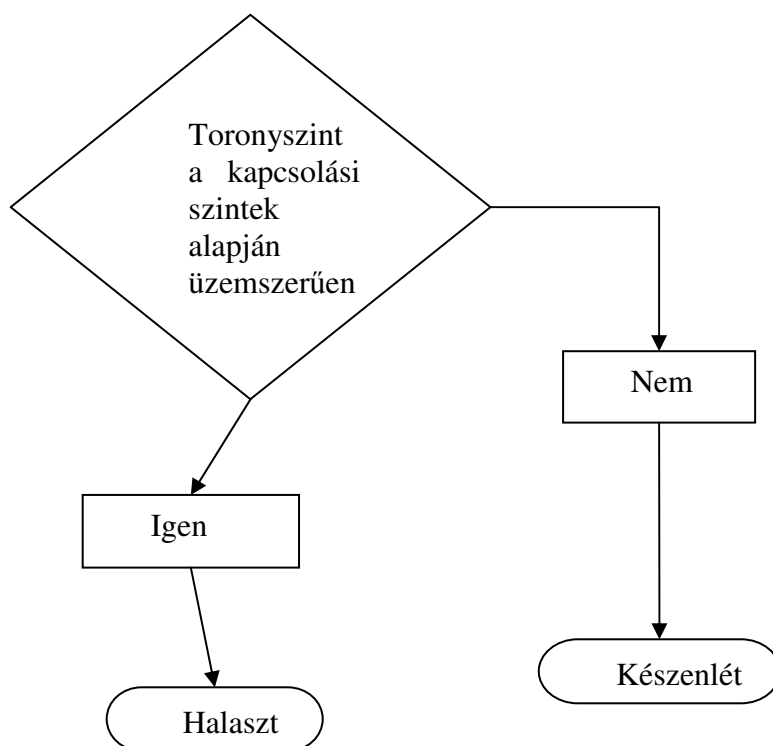 Toronyszint
a kapcsolási
szintek
alapján
üzemszerűen
Nem
Igen
Készenlét
Halaszt